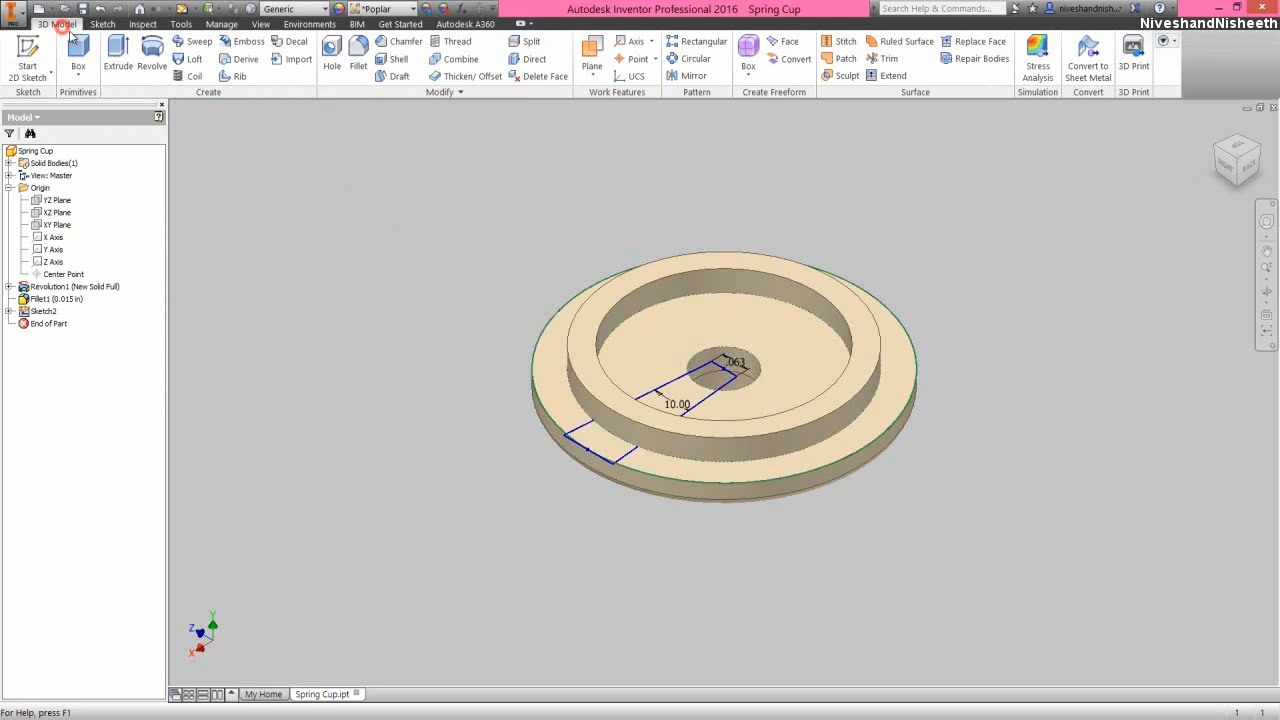 Generic
*Poplar
Autodesk Inventor Professional 2016 Spring Cup
Search Help & Commands...
niveshandnish...
NiveshandNisheeth
PRO
3D Model Sketch Inspect Tools Manage View Environments BIM Get Started Autodesk A360
Start
2D Sketch
Box
Extrude
Revolve
Sweep
Emboss
Decal
Loft
Derive
Import
Coil
Rib
Hole
Fillet
Chamfer
Thread
Split
Shell
Combine
Direct
Draft
Thicken/ Offset
Delete Face
Plane
Axis
Point
UCS
Rectangular
Circular
Mirror
Box
Face
Convert
Stitch
Ruled Surface
Replace Face
Patch
Trim
Repair Bodies
Sculpt
Extend
Stress
Analysis
Convert to
Sheet Metal
3D Print
Sketch Primitives Create Modify Work Features Pattern Create Freeform Surface Simulation Convert 3D Print
Model
Spring Cup
Solid Bodies(1)
View: Master
Origin
YZ Plane
XZ Plane
XY Plane
X Axis
Y Axis
Z Axis
Center Point
Revolution1 (New Solid Full)
Fillet1 (0.015 in)
Sketch2
End of Part
RIGHT
BACK
.063
10.00
Y
Z
X
My Home
Spring Cup.ipt
For Help, press F1
1 1